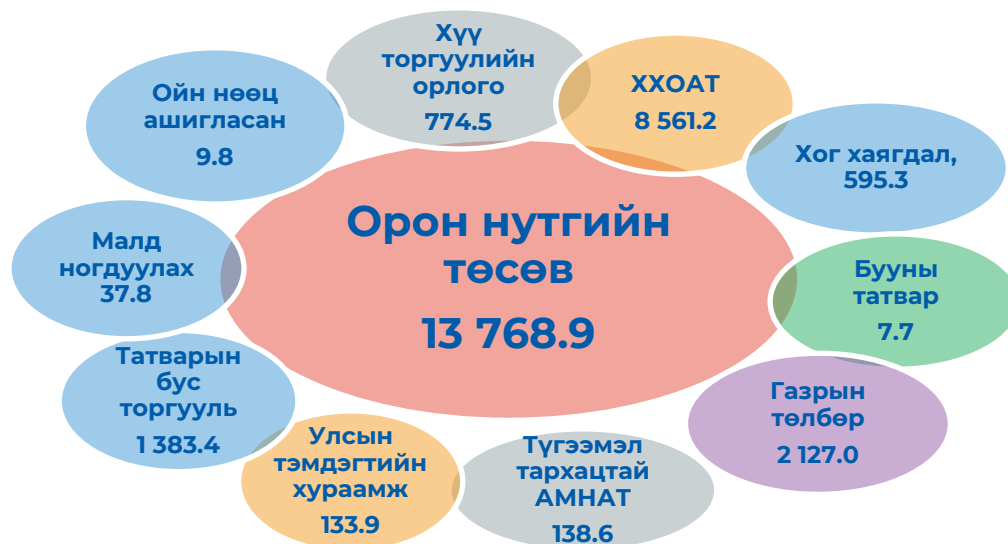 Орон нутгийн
төсөв
13 768.9
Хүү
торгуулийн
орлого
774.5
ХХОАТ
8 561.2
Хог хаягдал,
595.3
Бууны
татвар
7.7
Газрын
төлбөр
2 127.0
Түгээмэл
тархацтай
АМНАТ
138.6
Улсын
тэмдэгтийн
хураамж
133.9
Татварын
бус
торгууль
1 383.4
Малд
ногдуулах
37.8
Ойн нөөц
ашигласан
9.8